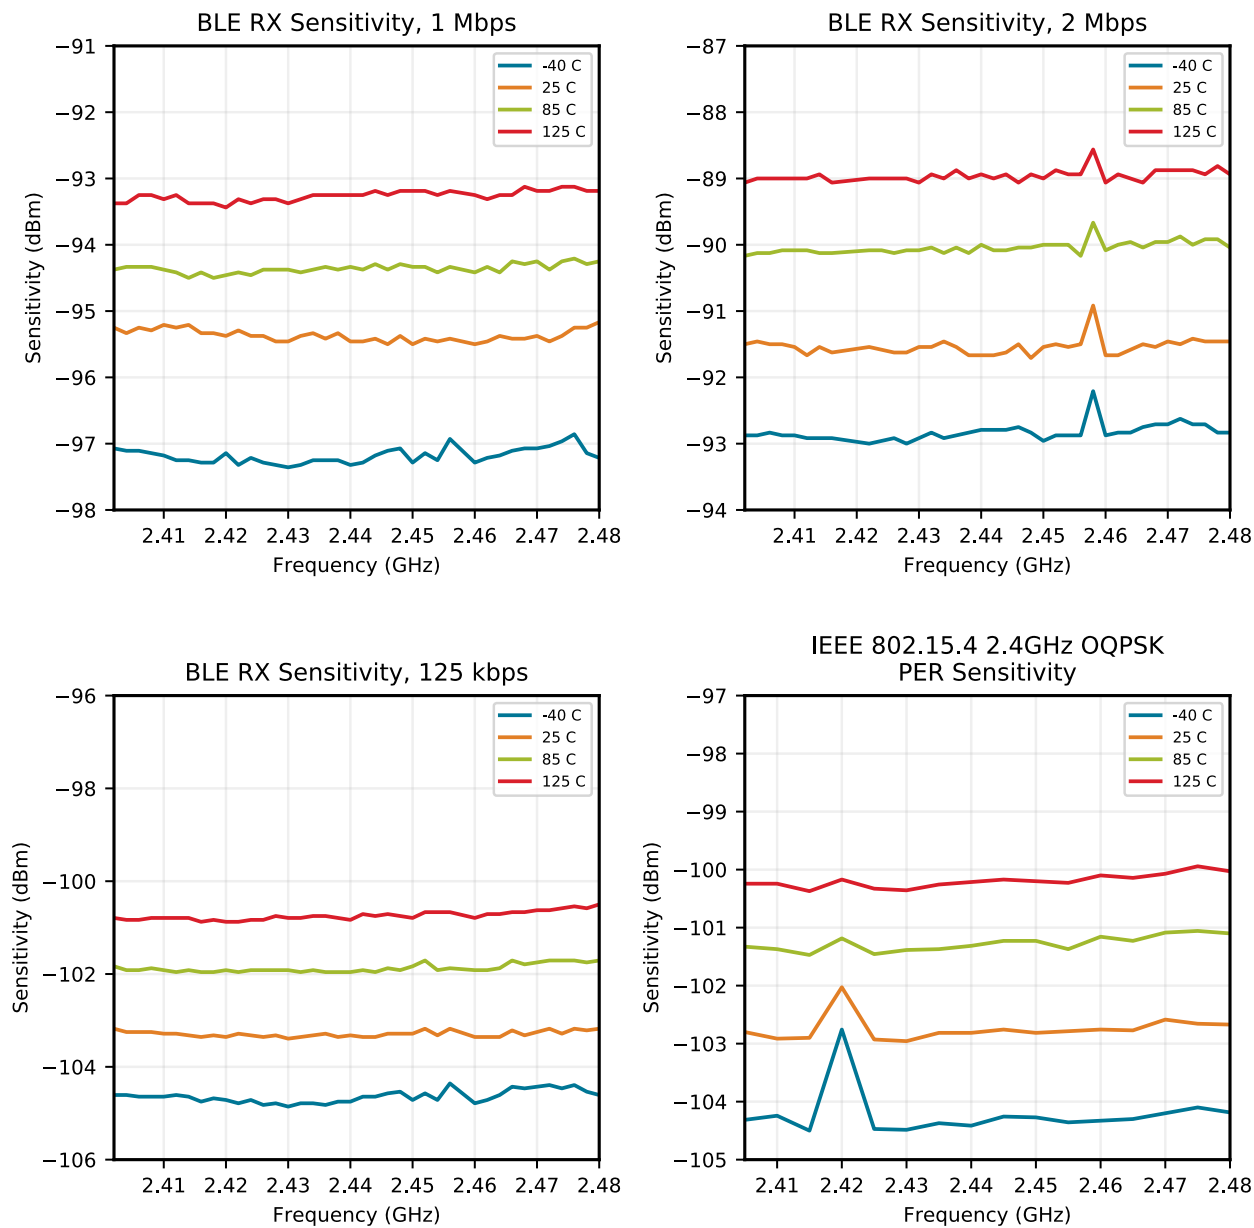 BLE RX Sensitivity, 1 Mbps
−91
−92
−93
−94
−95
−96
−97
−98
Sensitivity (dBm)
-40 C
25 C
85 C
125 C
2.41 2.42 2.43 2.44 2.45 2.46 2.47 2.48
Frequency (GHz)
BLE RX Sensitivity, 2 Mbps
−87
−88
−89
−90
−91
−92
−93
−94
Sensitivity (dBm)
-40 C
25 C
85 C
125 C
2.41 2.42 2.43 2.44 2.45 2.46 2.47 2.48
Frequency (GHz)
BLE RX Sensitivity, 125 kbps
−96
−98
−100
−102
−104
−106
Sensitivity (dBm)
-40 C
25 C
85 C
125 C
2.41 2.42 2.43 2.44 2.45 2.46 2.47 2.48
Frequency (GHz)
IEEE 802.15.4 2.4GHz OQPSK
PER Sensitivity
−97
−98
−99
−100
−101
−102
−103
−104
−105
Sensitivity (dBm)
-40 C
25 C
85 C
125 C
2.41 2.42 2.43 2.44 2.45 2.46 2.47 2.48
Frequency (GHz)